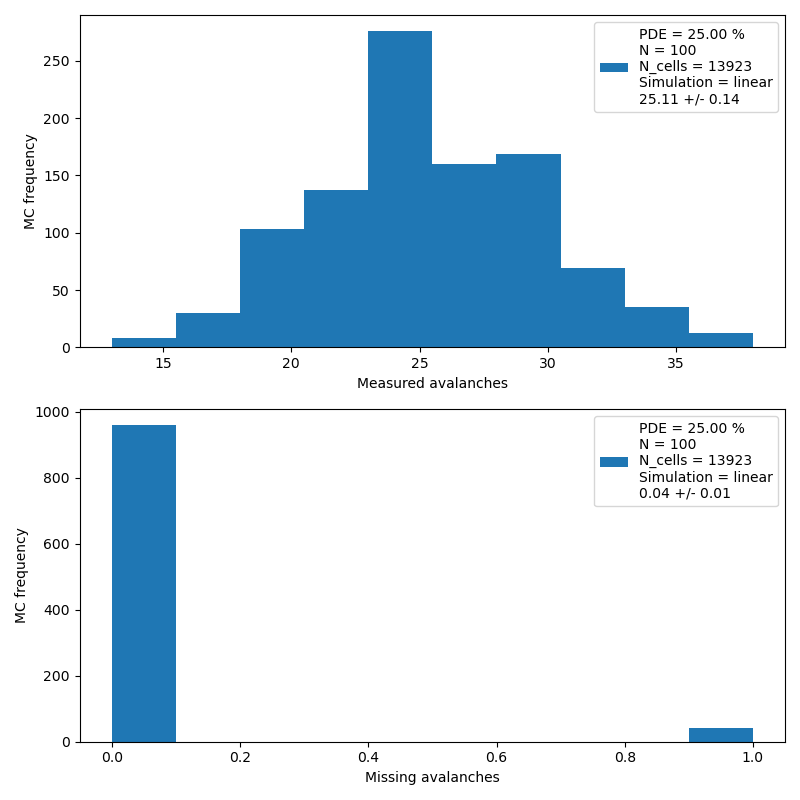 PDE = 25.00 %
N = 100
N_cells = 13923
Simulation = linear
25.11 +/- 0.14
MC frequency
250
200
150
100
50
0
15
20
25
30
35
Measured avalanches
PDE = 25.00 %
N = 100
N_cells = 13923
Simulation = linear
0.04 +/- 0.01
MC frequency
1000
800
600
400
200
0
0.0
0.2
0.4
0.6
0.8
1.0
Missing avalanches